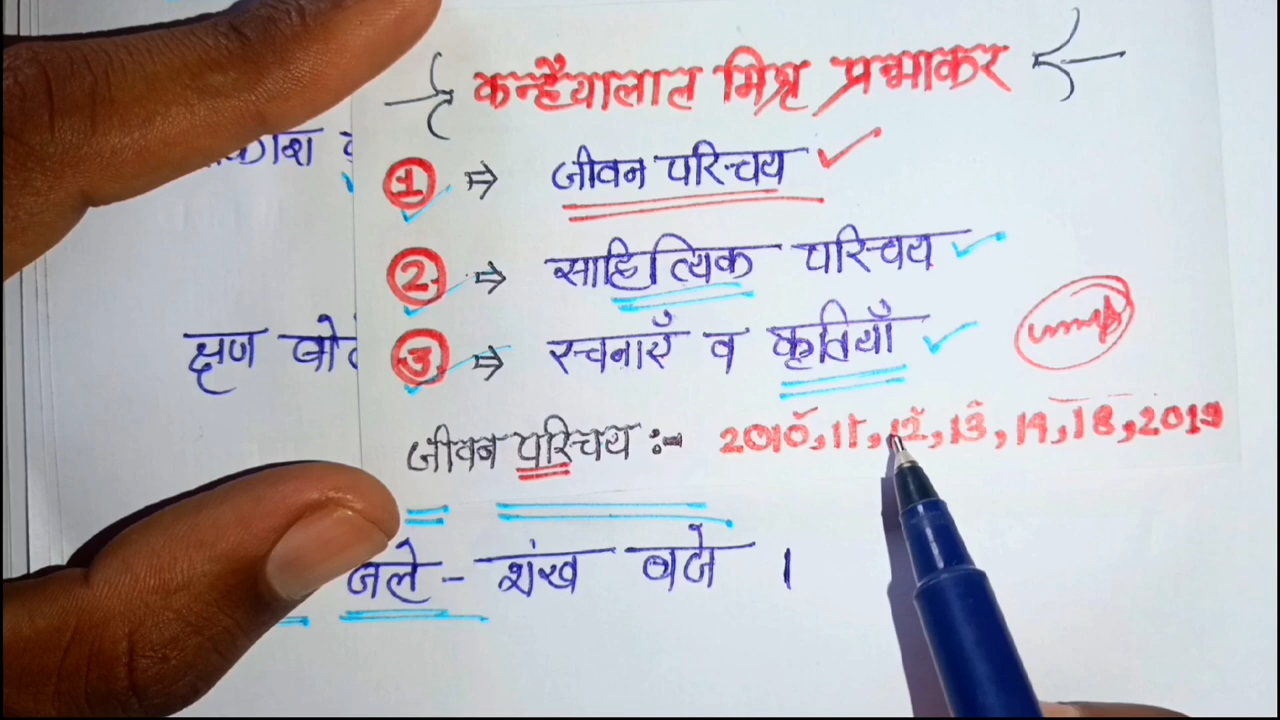 कन्हैयालाल मिश्र प्रभाकर
1 ⇒ जीवन परिचय ✓
2 ⇒ साहित्यिक परिचय ✓
3 ⇒ रचनाएँ व कृतियाँ ✓
क्षण बो
जीवन परिचय :- 2010, 11, 12, 13, 14, 18, 2019
जले - शंख बजे ।